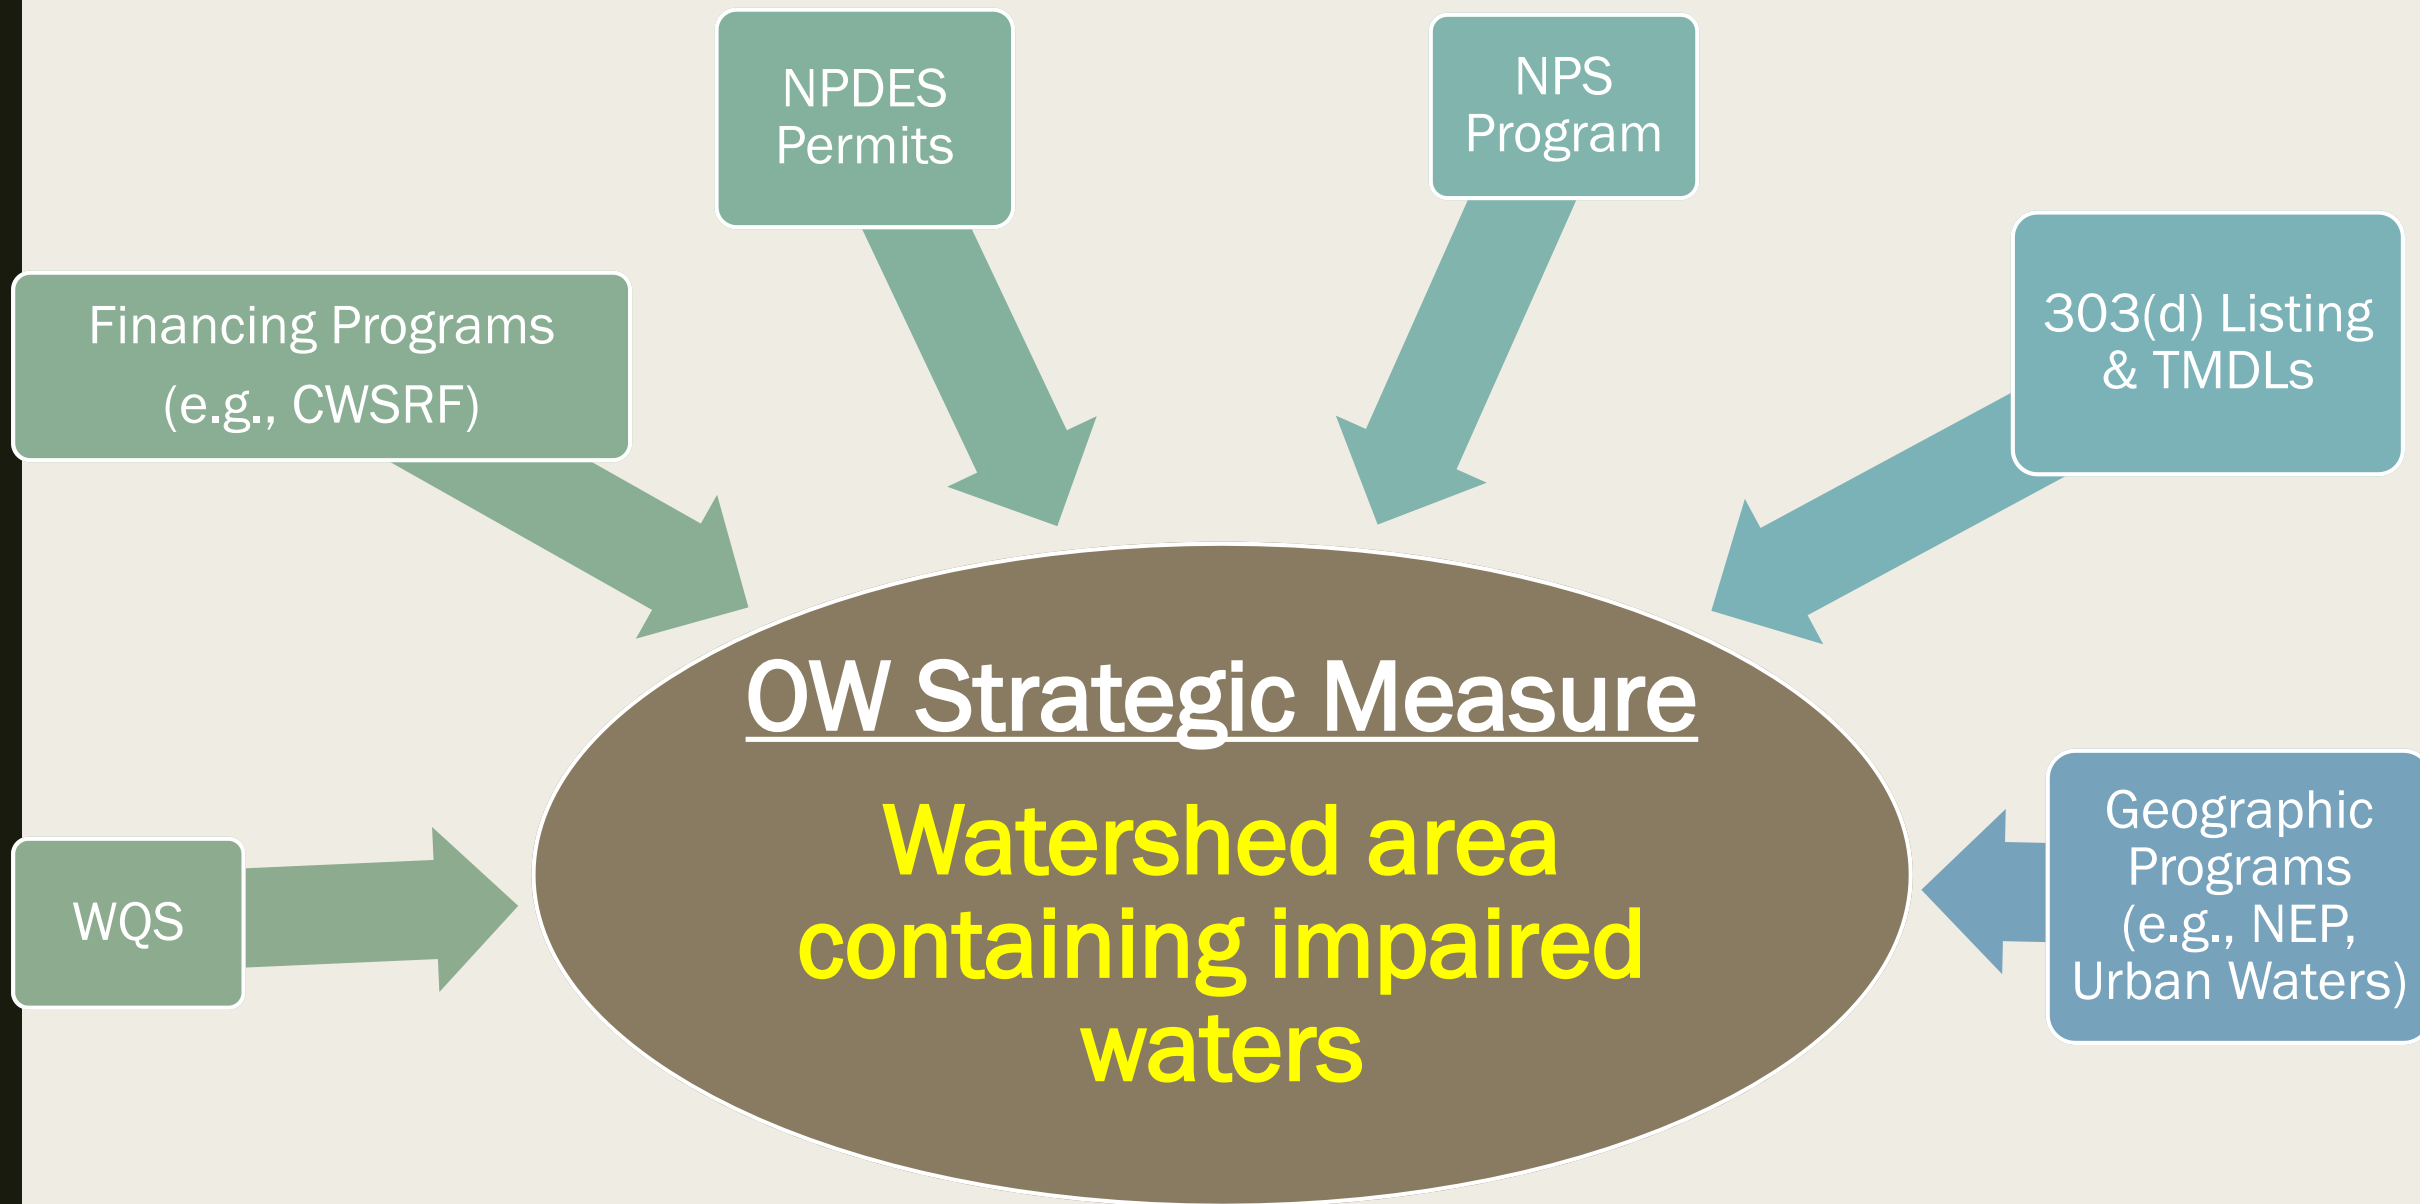 NPDES
Permits
NPS
Program
Financing Programs
(e.g., CWSRF)
303(d) Listing
& TMDLs
WQS
OW Strategic Measure
Watershed area
containing impaired
waters
Geographic
Programs
(e.g., NEP,
Urban Waters)